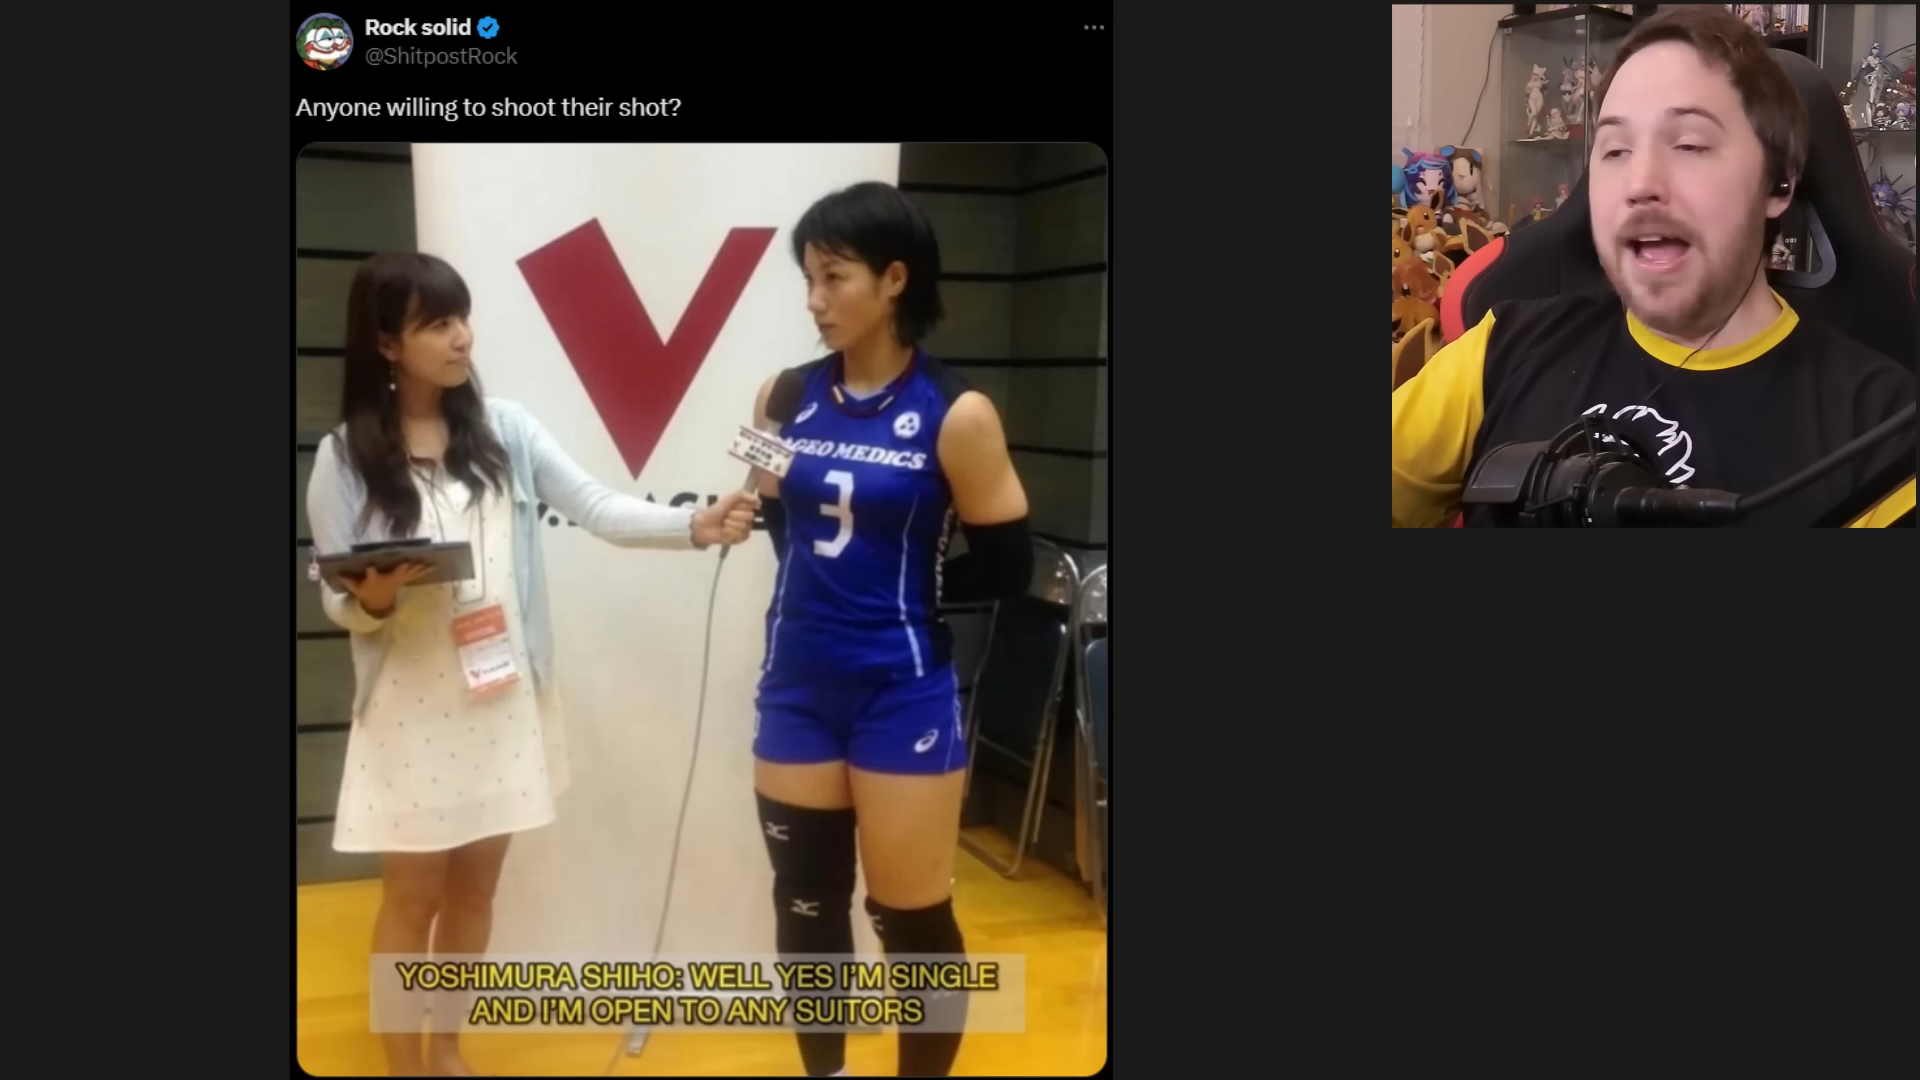 Rock solid
@ShitpostRock
Anyone willing to shoot their shot?
AGEO MEDICS
3
YOSHIMURA SHIHO: WELL YES I'M SINGLE
AND I'M OPEN TO ANY SUITORS